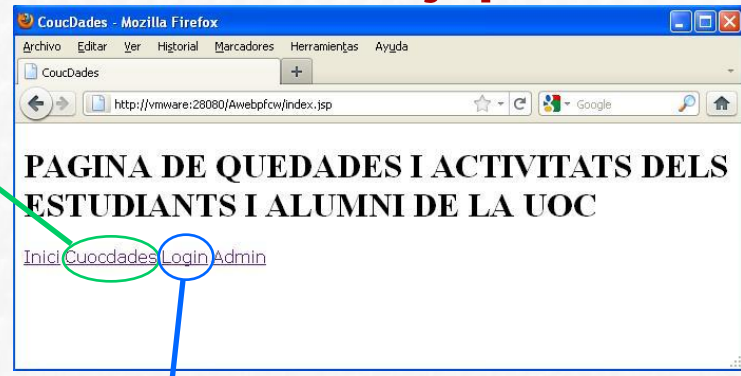 CoucDades - Mozilla Firefox
Archivo Editar Ver Historial Marcadores Herramientas Ayuda
CoucDades
http://vmware:28080/Awebpfcw/index.jsp Google
PAGINA DE QUEDADES I ACTIVITATS DELS
ESTUDIANTS I ALUMNI DE LA UOC
Inici Cuocdades Login Admin